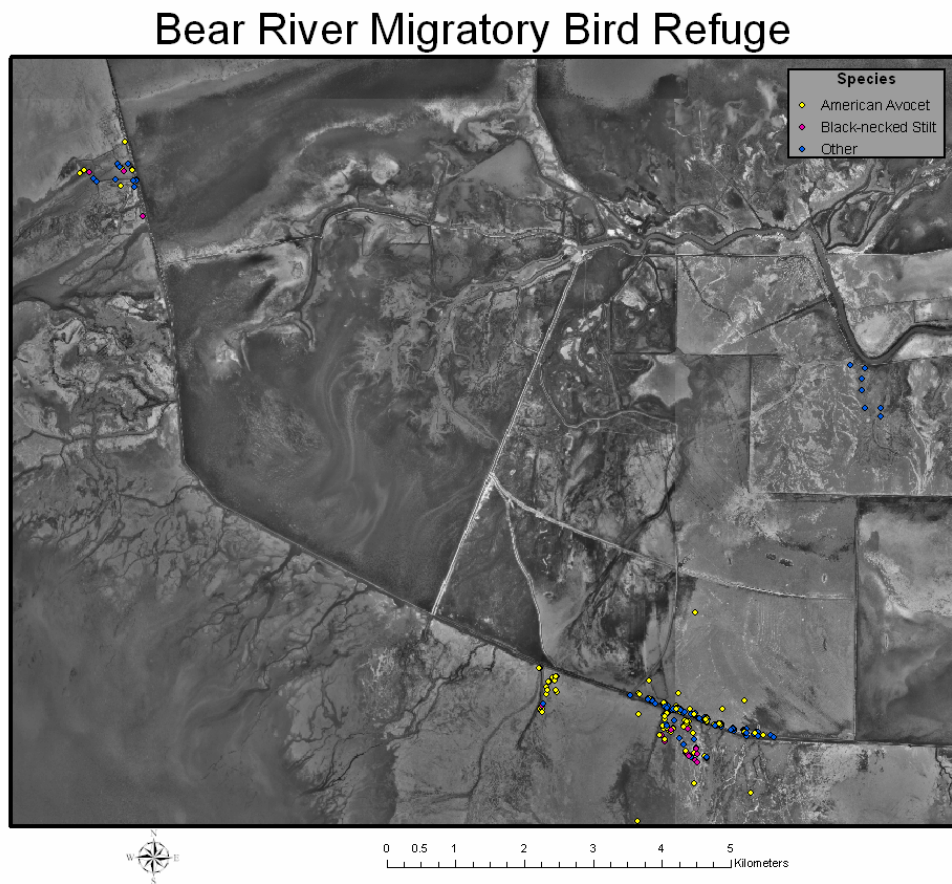 Bear River Migratory Bird Refuge
Species
American Avocet
Black-necked Stilt
Other
N
W E
S
0 0.5 1 2 3 4 5
Kilometers